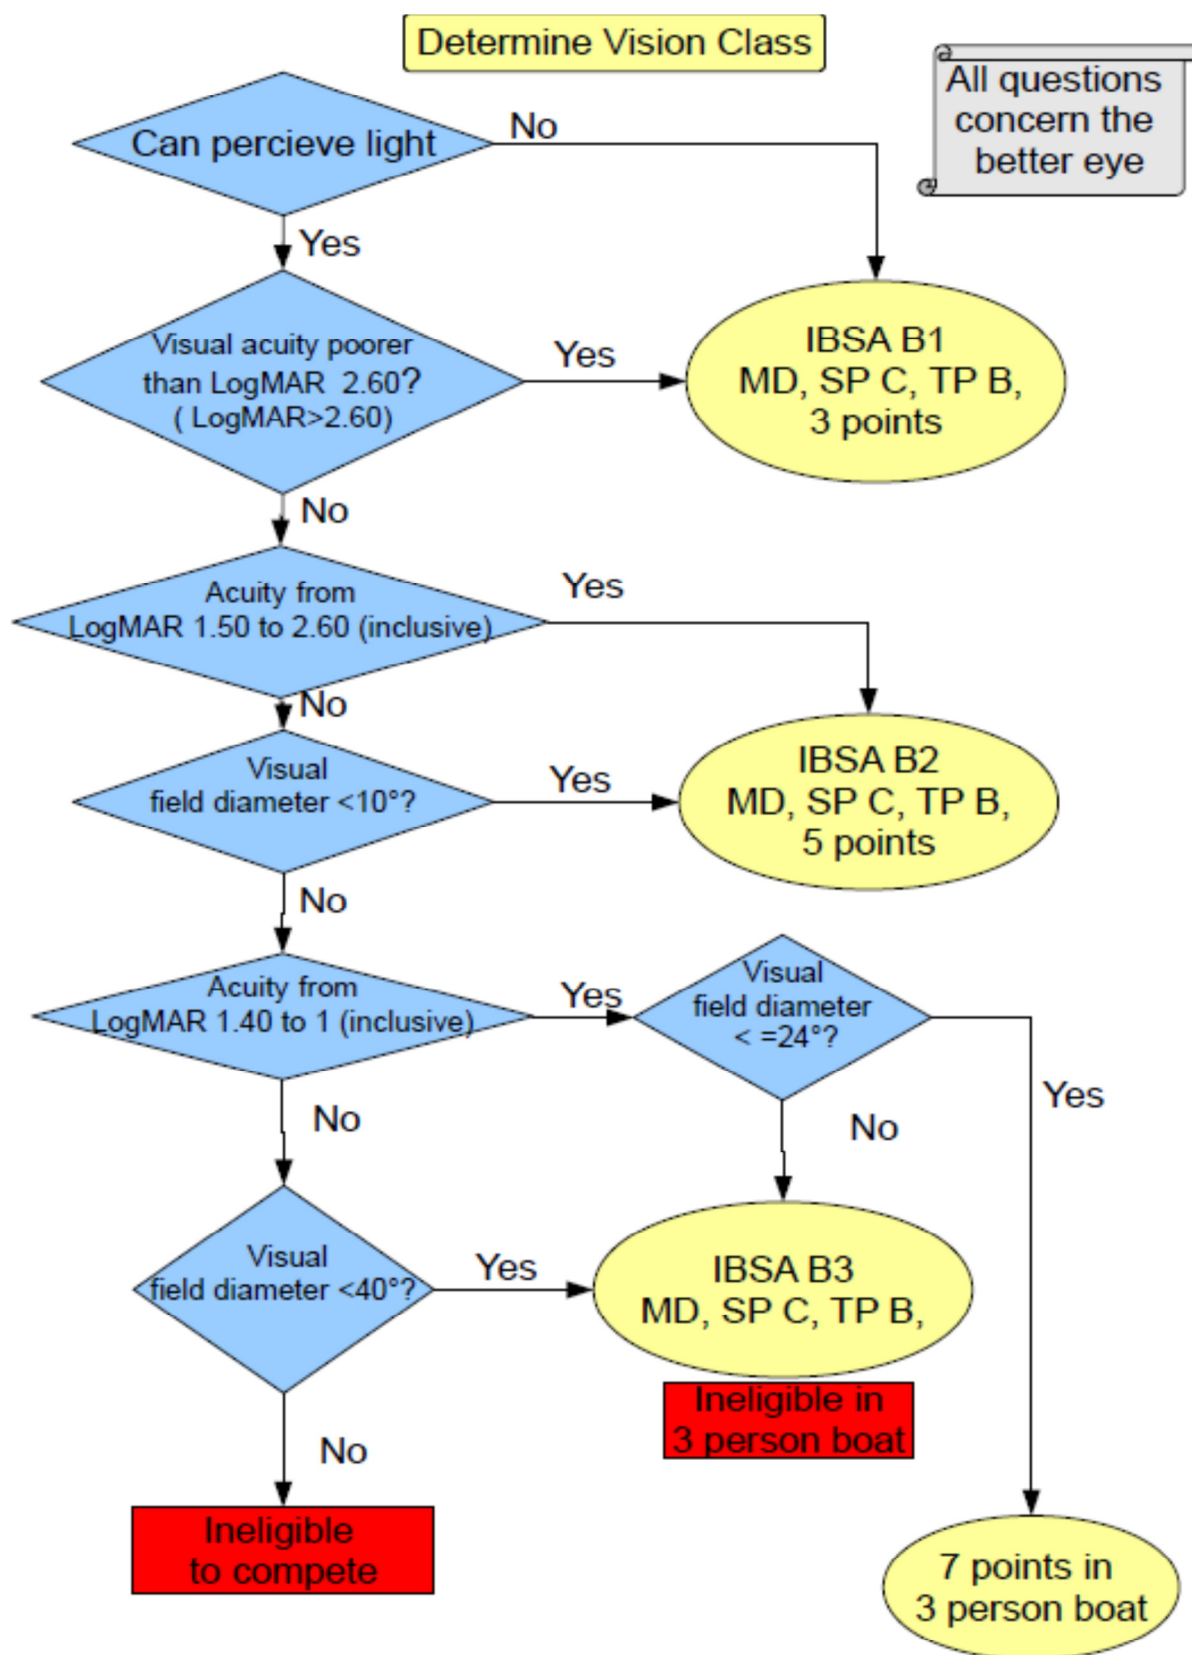 Determine Vision Class
All questions
concern the
better eye
Can percieve light
No
Yes
Visual acuity poorer
than LogMAR 2.60?
( LogMAR>2.60)
Yes
IBSA B1
MD, SP C, TP B,
3 points
No
Acuity from
LogMAR 1.50 to 2.60 (inclusive)
Yes
No
Visual
field diameter <10°?
Yes
IBSA B2
MD, SP C, TP B,
5 points
No
Acuity from
LogMAR 1.40 to 1 (inclusive)
Yes
Visual
field diameter
< =24°?
Yes
No
No
Visual
field diameter <40°?
Yes
IBSA B3
MD, SP C, TP B,
Ineligible in
3 person boat
No
Ineligible
to compete
7 points in
3 person boat